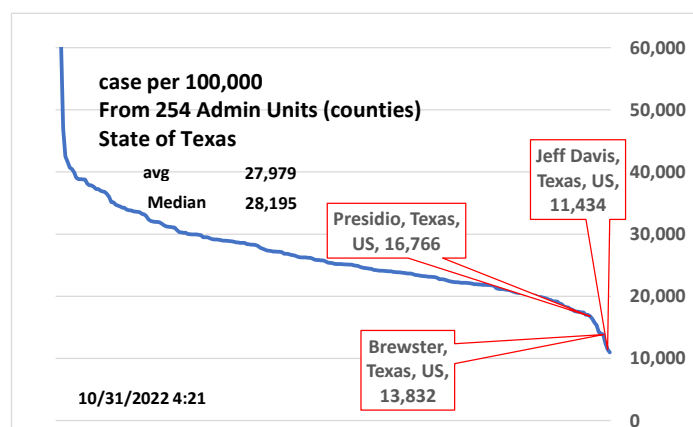 60,000
case per 100,000
From 254 Admin Units (counties)
State of Texas
50,000
avg 27,979
Median 28,195
40,000
Jeff Davis,
Texas, US,
11,434
Presidio, Texas,
US, 16,766
30,000
20,000
Brewster,
Texas, US,
13,832
10,000
10/31/2022 4:21
0